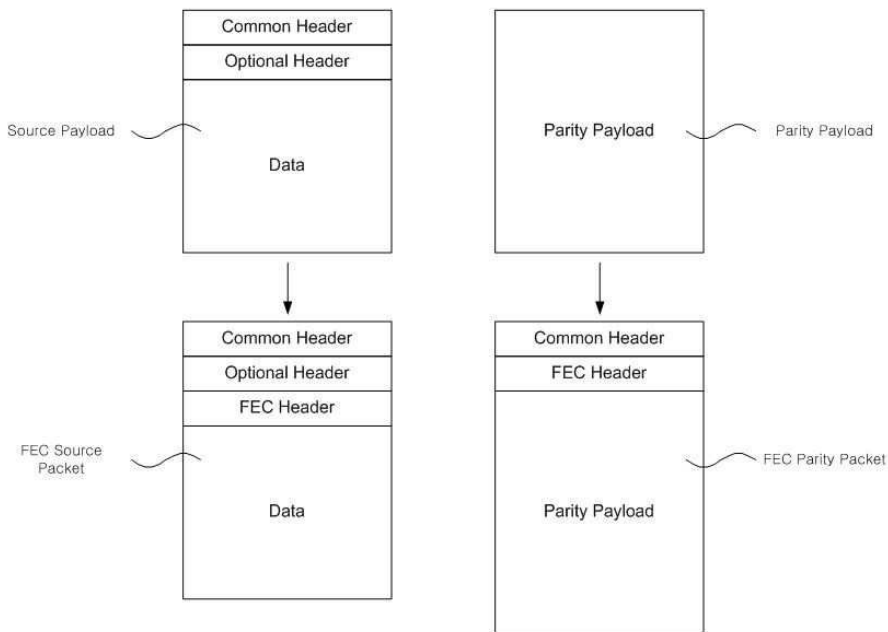 Common Header
Optional Header
Source Payload
Data
Parity Payload
Parity Payload
Common Header
Optional Header
FEC Header
FEC Source
Packet
Data
Common Header
FEC Header
Parity Payload
FEC Parity Packet